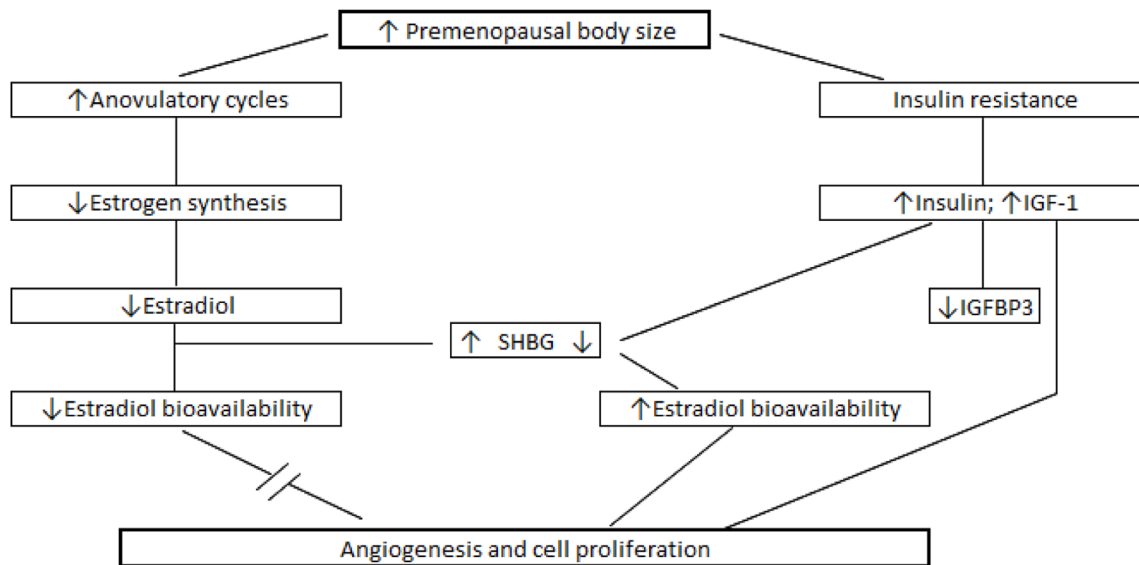 ↑ Premenopausal body size
↑Anovulatory cycles
Insulin resistance
↓Estrogen synthesis
↑Insulin; ↑IGF-1
↓Estradiol
↓IGFBP3
↑ SHBG ↓
↓Estradiol bioavailability
↑Estradiol bioavailability
Angiogenesis and cell proliferation